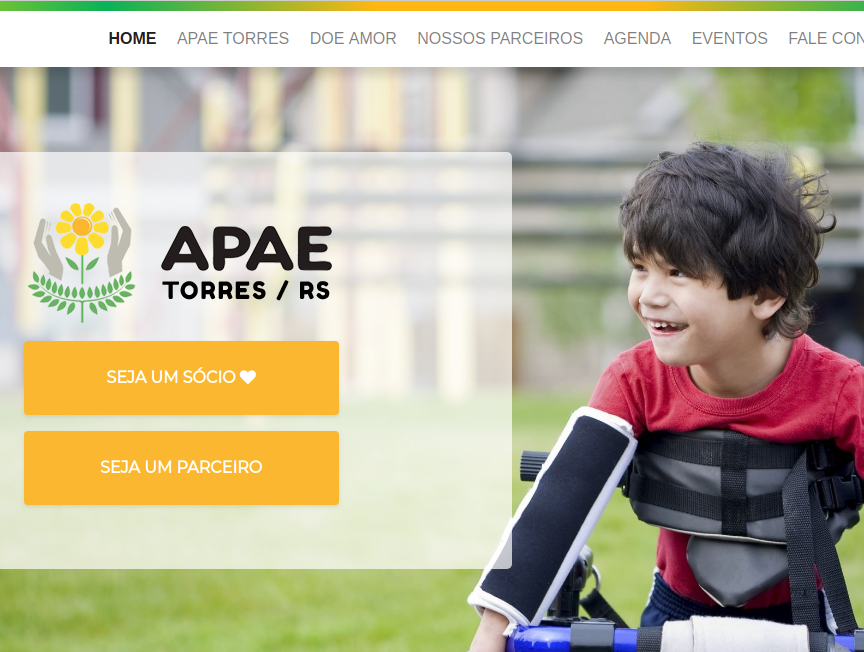 HOME APAE TORRES DOE AMOR NOSSOS PARCEIROS AGENDA EVENTOS FALE CON
APAE
TORRES / RS
SEJA UM SÓCIO
SEJA UM PARCEIRO